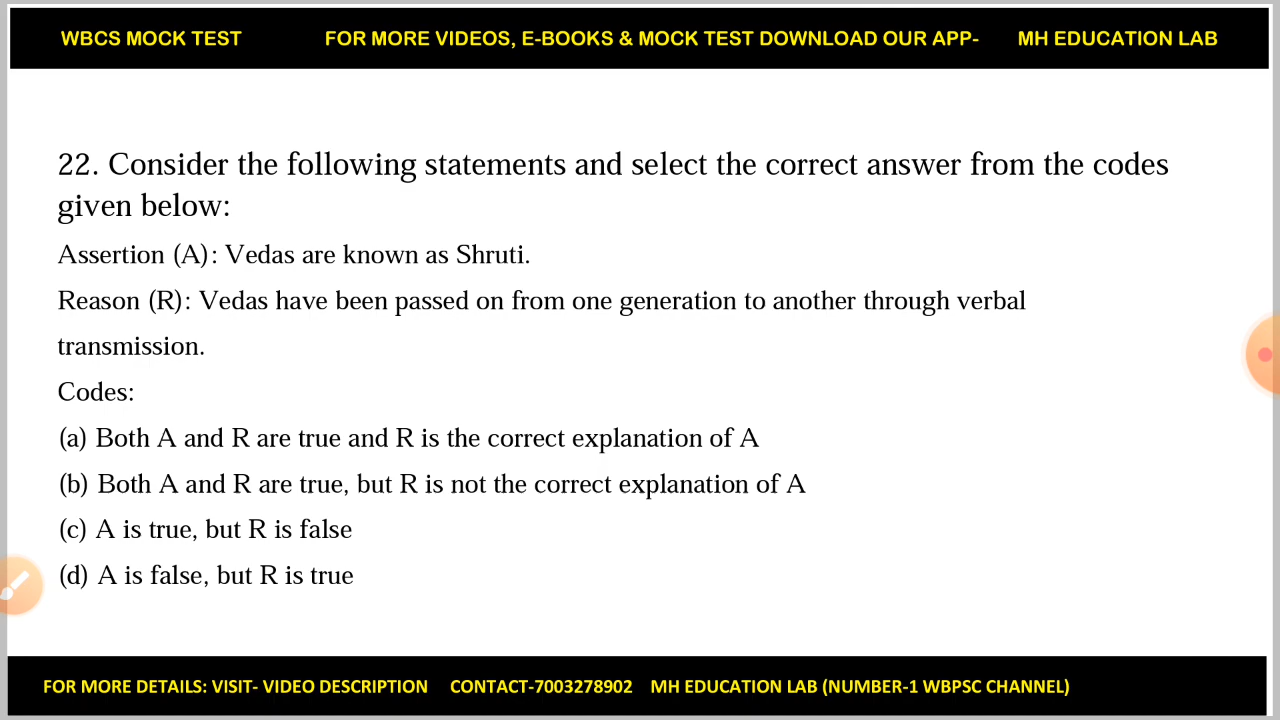 WBCS MOCK TEST FOR MORE VIDEOS, E-BOOKS & MOCK TEST DOWNLOAD OUR APP- MH EDUCATION LAB
22. Consider the following statements and select the correct answer from the codes
given below:
Assertion (A): Vedas are known as Shruti.
Reason (R): Vedas have been passed on from one generation to another through verbal
transmission.
Codes:
(a) Both A and R are true and R is the correct explanation of A
(b) Both A and R are true, but R is not the correct explanation of A
(c) A is true, but R is false
(d) A is false, but R is true
FOR MORE DETAILS: VISIT- VIDEO DESCRIPTION CONTACT-7003278902 MH EDUCATION LAB (NUMBER-1 WBPSC CHANNEL)